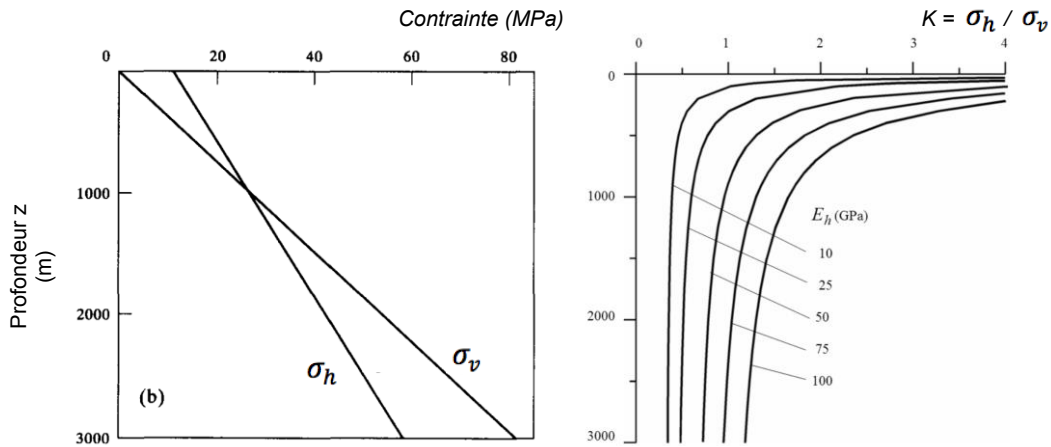 Contrainte (MPa)
0 20 40 60 80
Profondeur z
(m)
1000
2000
3000
(b)
σh
σv
K = σh / σv
0 1 2 3 4
0
1000
2000
3000
Eh (GPa)
10
25
50
75
100